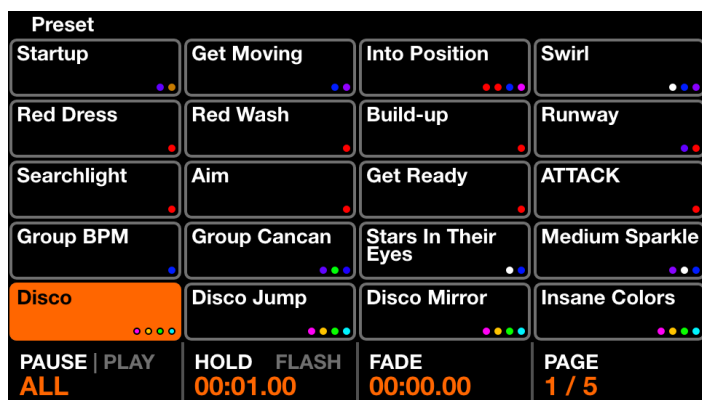 Preset
Startup
Get Moving
Into Position
Swirl
Red Dress
Red Wash
Build-up
Runway
Searchlight
Aim
Get Ready
ATTACK
Group BPM
Group Cancan
Stars In Their
Eyes
Medium Sparkle
Disco
Disco Jump
Disco Mirror
Insane Colors
PAUSE | PLAY
ALL
HOLD FLASH
00:01.00
FADE
00:00.00
PAGE
1 / 5